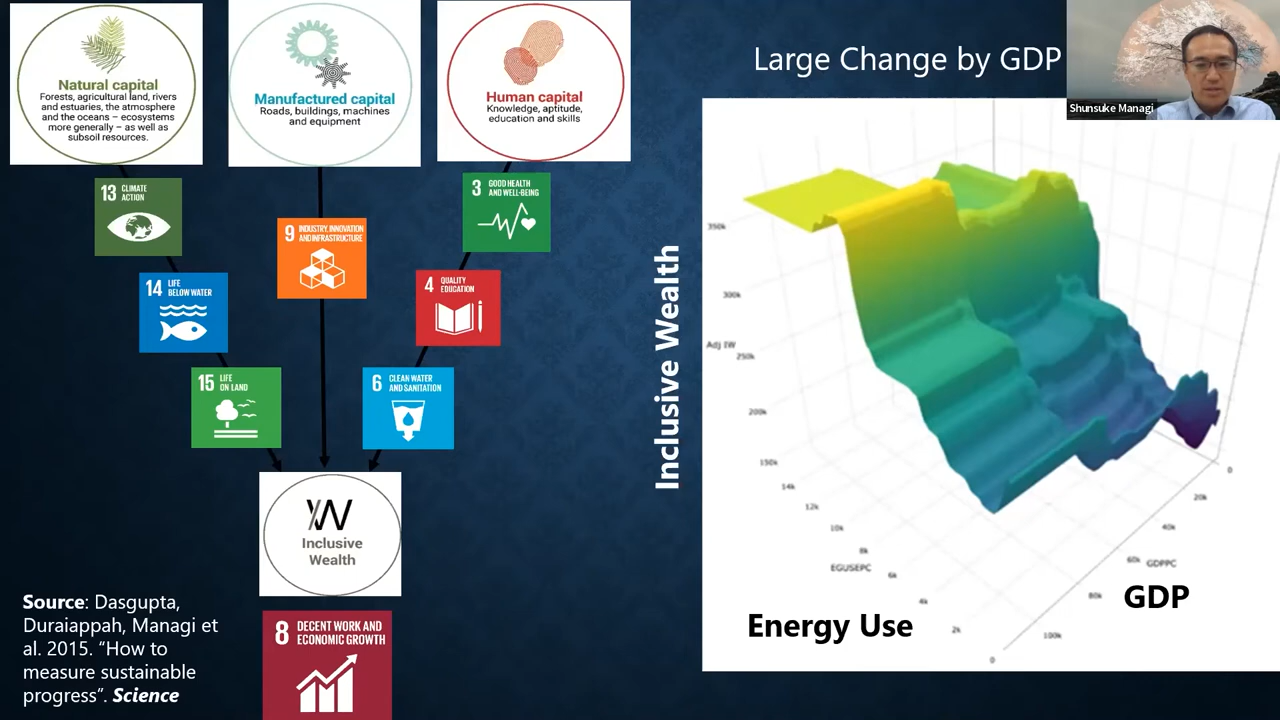 Natural capital
Forests, agricultural land, rivers
and estuaries, the atmosphere
and the oceans – ecosystems
more generally – as well as
subsoil resources.
Manufactured capital
Roads, buildings, machines
and equipment
Human capital
Knowledge, aptitude,
education and skills
13 CLIMATE
ACTION
14 LIFE
BELOW WATER
15 LIFE
ON LAND
9 INDUSTRY, INNOVATION
AND INFRASTRUCTURE
3 GOOD HEALTH
AND WELL-BEING
4 QUALITY
EDUCATION
6 CLEAN WATER
AND SANITATION
IW
Inclusive
Wealth
8 DECENT WORK AND
ECONOMIC GROWTH
Source: Dasgupta,
Duraiappah, Managi et
al. 2015. “How to
measure sustainable
progress”. Science
Large Change by GDP
Shunsuke Managi
Inclusive Wealth
350k
300k
Adj IW
250k
200k
150k
14k
12k
10k
8k
EGUSEPC
6k
4k
2k
0
0
20k
40k
60k
GDPPC
80k
100k
Energy Use
GDP